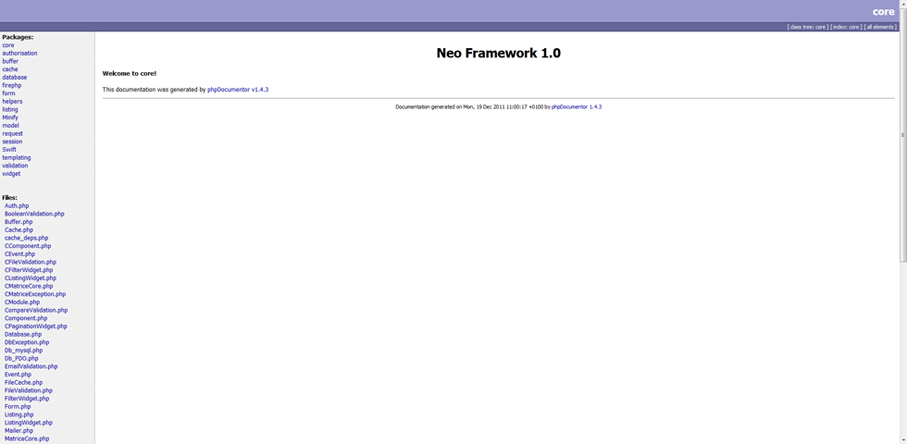 core
[ class tree: core ] [ index: core ] [ all elements ]
Packages:
core
authorisation
buffer
cache
database
firephp
form
helpers
listing
Minify
model
request
session
Swift
templating
validation
widget
Files:
Auth.php
BooleanValidation.php
Buffer.php
Cache.php
cache_deps.php
CComponent.php
CEvent.php
CFileValidation.php
CFilterWidget.php
CListingWidget.php
CMatriceCore.php
CMatriceException.php
CModule.php
CompareValidation.php
Component.php
CPaginationWidget.php
Database.php
DbException.php
Db_mysql.php
Db_PDO.php
EmailValidation.php
Event.php
FileCache.php
FileValidation.php
FilterWidget.php
Form.php
Listing.php
ListingWidget.php
Mailer.php
MatriceCore.php
Neo Framework 1.0
Welcome to core!
This documentation was generated by phpDocumentor v1.4.3
Documentation generated on Mon, 19 Dec 2011 11:00:17 +0100 by phpDocumentor 1.4.3